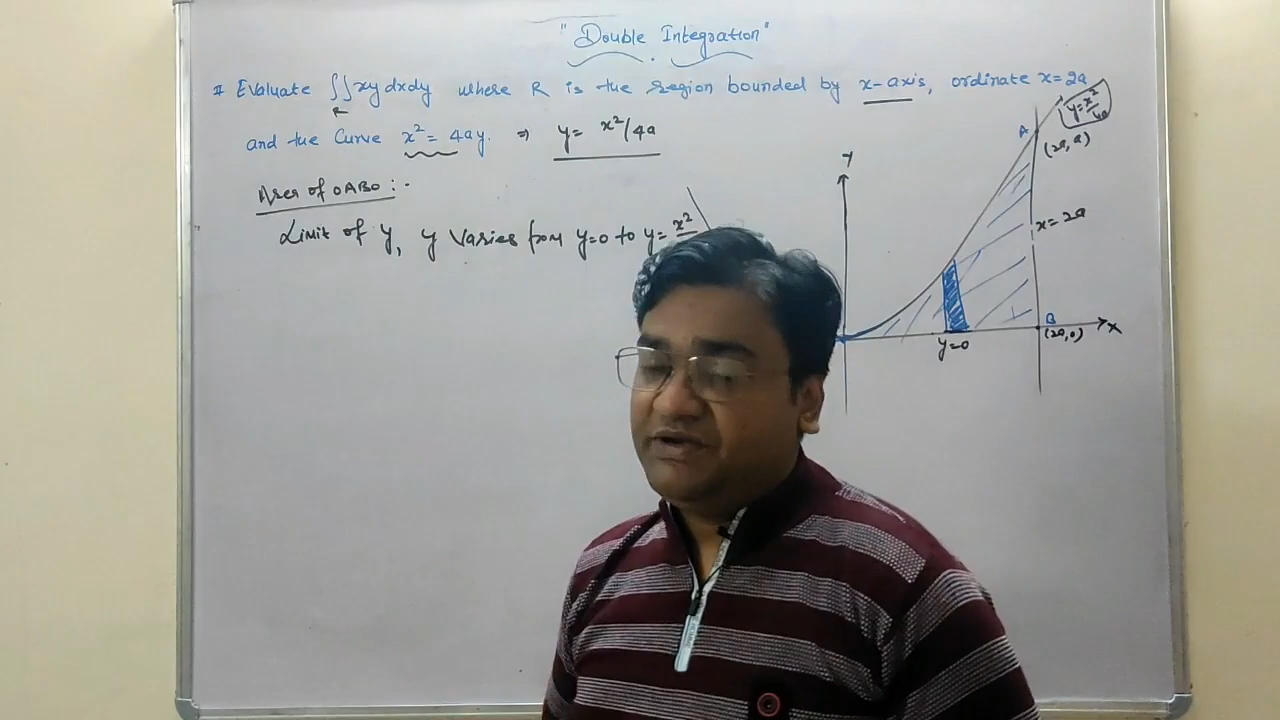 "Double Integration"
# Evaluate ∬ xy dxdy where R is the region bounded by x-axis, ordinate x=2a
R
and the Curve x² = 4ay. ⇒ y = x²/4a
Area of OABO :-
Limit of y, y Varies from y=0 to y= x²
y= x²/4a
A
(2a, a)
Y
x=2a
B
(2a,0)
X
y=0